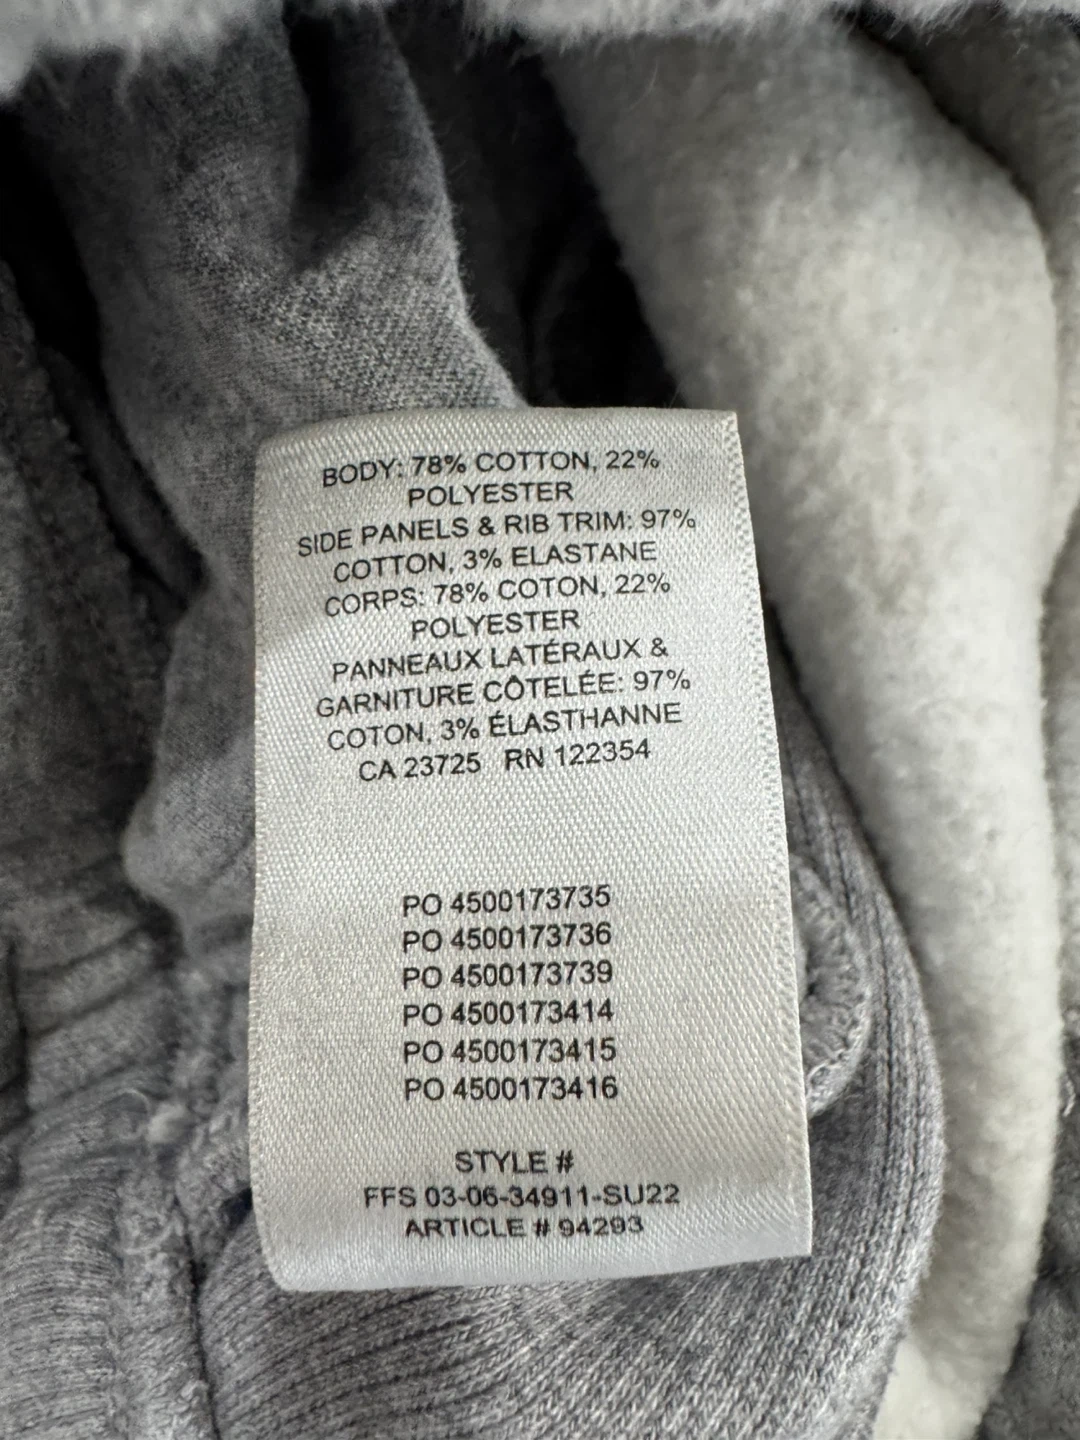 BODY: 78% COTTON, 22%
POLYESTER
SIDE PANELS & RIB TRIM: 97%
COTTON, 3% ELASTANE
CORPS: 78% COTON, 22%
POLYESTER
PANNEAUX LATÉRAUX &
GARNITURE CÔTELÉE: 97%
COTON, 3% ÉLASTHANNE
CA 23725 RN 122354
PO 4500173735
PO 4500173736
PO 4500173739
PO 4500173414
PO 4500173415
PO 4500173416
STYLE #
FFS 03-06-34911-SU22
ARTICLE # 94293